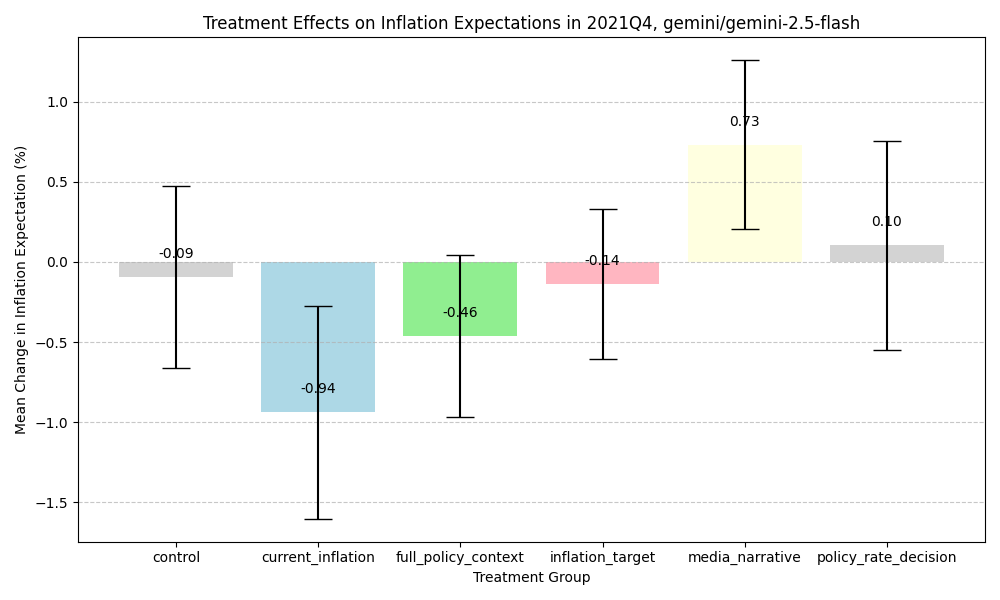 Treatment Effects on Inflation Expectations in 2021Q4, gemini/gemini-2.5-flash
Mean Change in Inflation Expectation (%)
1.0
0.5
0.0
−0.5
−1.0
−1.5
-0.09
-0.94
-0.46
-0.14
0.73
0.10
control
current_inflation
full_policy_context
inflation_target
media_narrative
policy_rate_decision
Treatment Group